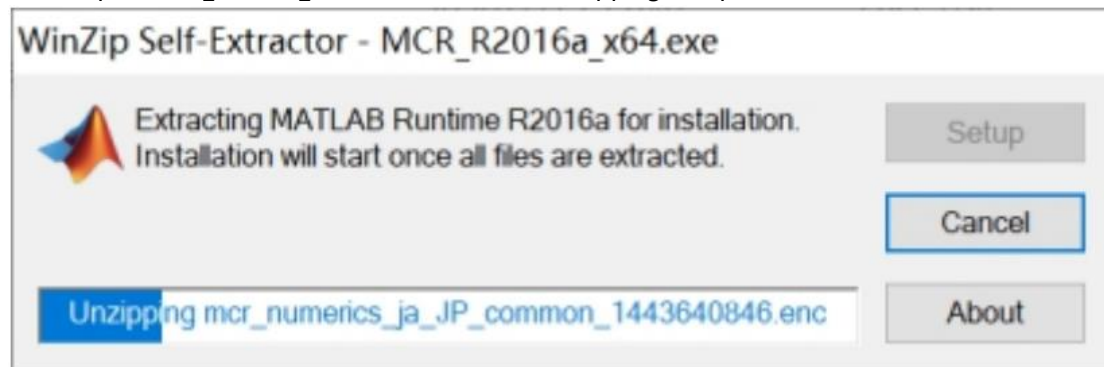 WinZip Self-Extractor - MCR_R2016a_x64.exe
Extracting MATLAB Runtime R2016a for installation.
Installation will start once all files are extracted.
Setup
Cancel
Unzipping mcr_numerics_ja_JP_common_1443640846.enc
About